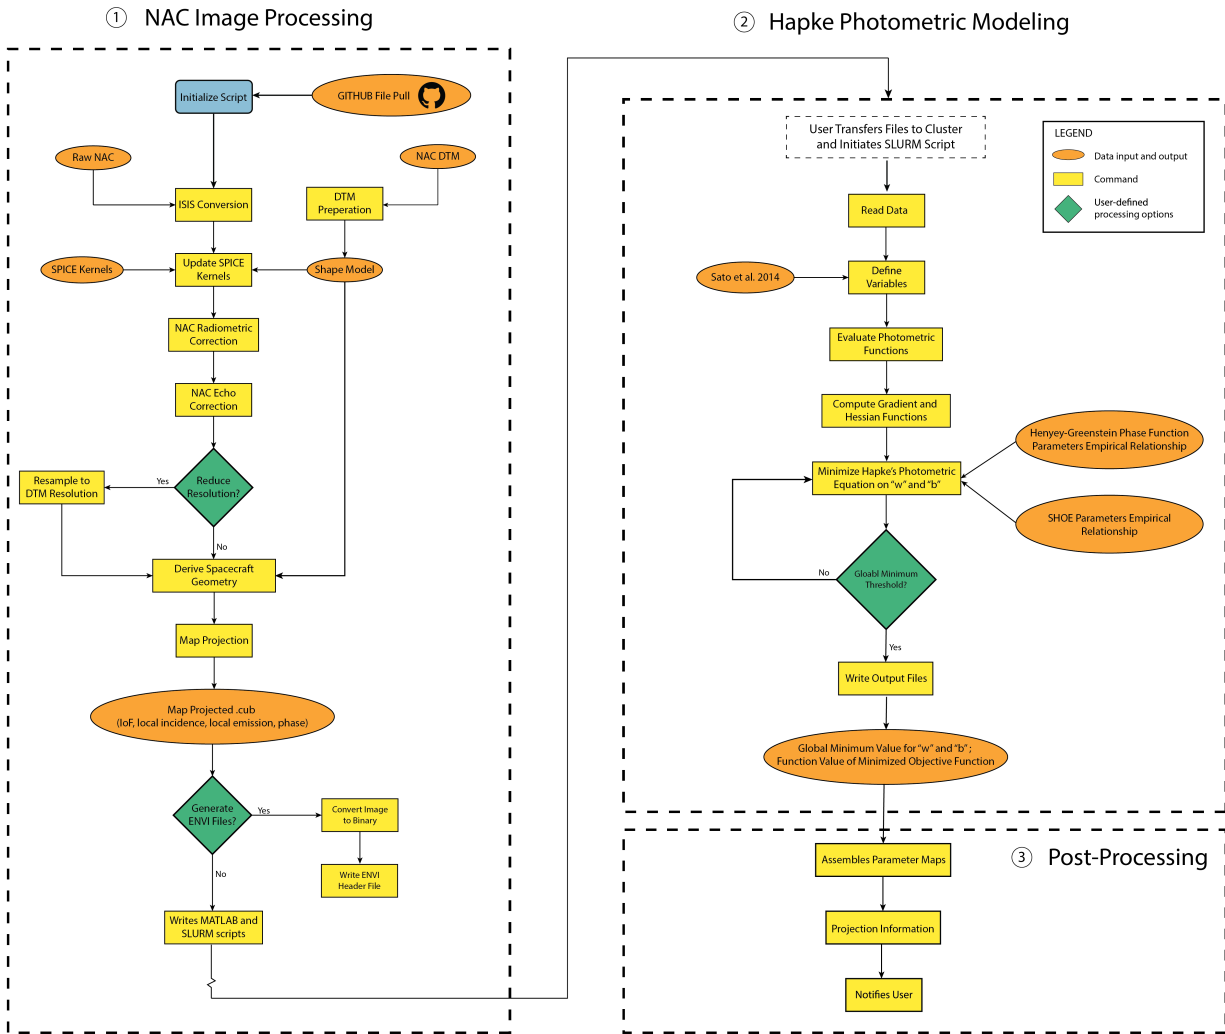 ① NAC Image Processing
Initialize Script
GITHUB File Pull
Raw NAC
NAC DTM
ISIS Conversion
DTM
Preperation
SPICE Kernels
Update SPICE
Kernels
Shape Model
NAC Radiometric
Correction
NAC Echo
Correction
Reduce
Resolution?
Yes
Resample to
DTM Resolution
No
Derive Spacecraft
Geometry
Map Projection
Map Projected .cub
(IoF, local incidence, local emission, phase)
Generate
ENVI Files?
Yes
Convert Image
to Binary
Write ENVI
Header File
No
Writes MATLAB and
SLURM scripts
② Hapke Photometric Modeling
User Transfers Files to Cluster
and Initiates SLURM Script
LEGEND
Data input and output
Command
User-defined
processing options
Read Data
Sato et al. 2014
Define
Variables
Evaluate Photometric
Functions
Compute Gradient and
Hessian Functions
Henyey-Greenstein Phase Function
Parameters Empirical Relationship
Minimize Hapke's Photometric
Equation on "w" and "b"
SHOE Parameters Empirical
Relationship
Gloabl Minimum
Threshold?
No
Yes
Write Output Files
Global Minimum Value for "w" and "b" ;
Function Value of Minimized Objective Function
③ Post-Processing
Assembles Parameter Maps
Projection Information
Notifies User